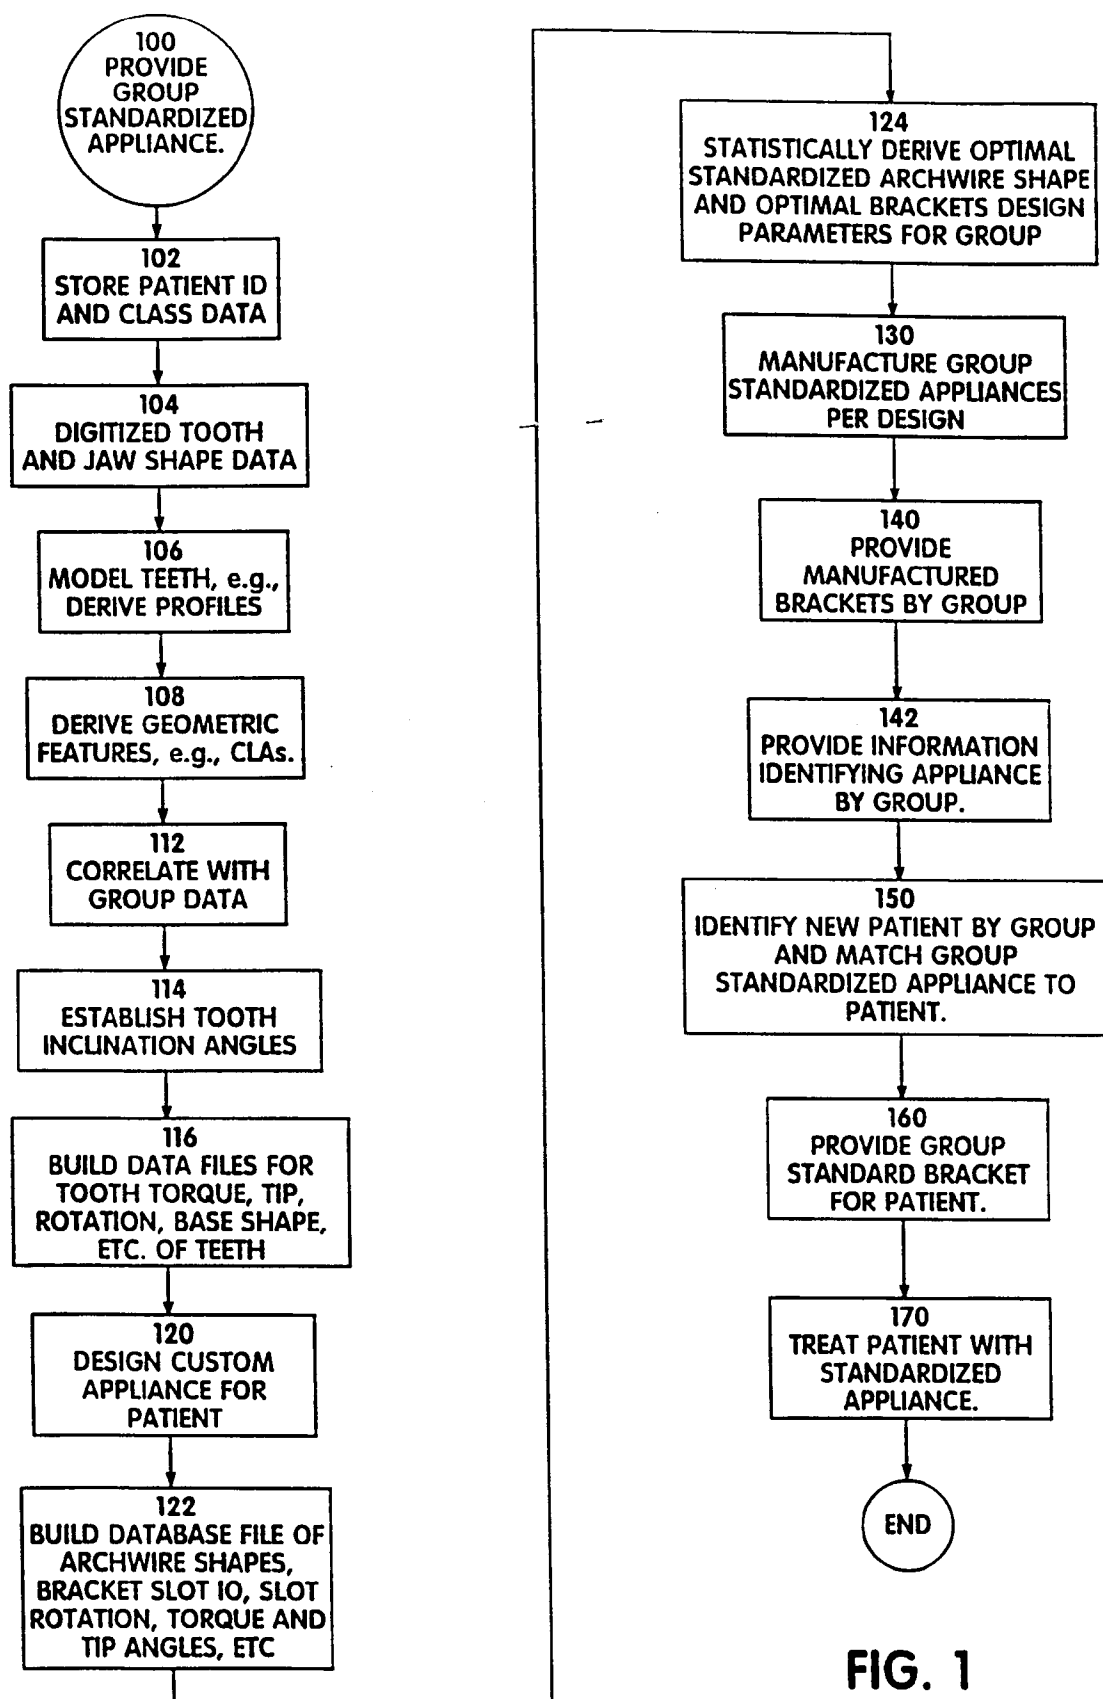 100
PROVIDE
GROUP
STANDARDIZED
APPLIANCE.
102
STORE PATIENT ID
AND CLASS DATA
104
DIGITIZED TOOTH
AND JAW SHAPE DATA
106
MODEL TEETH, e.g.,
DERIVE PROFILES
108
DERIVE GEOMETRIC
FEATURES, e.g., CLAs.
112
CORRELATE WITH
GROUP DATA
114
ESTABLISH TOOTH
INCLINATION ANGLES
116
BUILD DATA FILES FOR
TOOTH TORQUE, TIP,
ROTATION, BASE SHAPE,
ETC. OF TEETH
120
DESIGN CUSTOM
APPLIANCE FOR
PATIENT
122
BUILD DATABASE FILE OF
ARCHWIRE SHAPES,
BRACKET SLOT IO, SLOT
ROTATION, TORQUE AND
TIP ANGLES, ETC
124
STATISTICALLY DERIVE OPTIMAL
STANDARDIZED ARCHWIRE SHAPE
AND OPTIMAL BRACKETS DESIGN
PARAMETERS FOR GROUP
130
MANUFACTURE GROUP
STANDARDIZED APPLIANCES
PER DESIGN
140
PROVIDE
MANUFACTURED
BRACKETS BY GROUP
142
PROVIDE INFORMATION
IDENTIFYING APPLIANCE
BY GROUP.
150
IDENTIFY NEW PATIENT BY GROUP
AND MATCH GROUP
STANDARDIZED APPLIANCE TO
PATIENT.
160
PROVIDE GROUP
STANDARD BRACKET
FOR PATIENT.
170
TREAT PATIENT WITH
STANDARDIZED
APPLIANCE.
END
FIG. 1